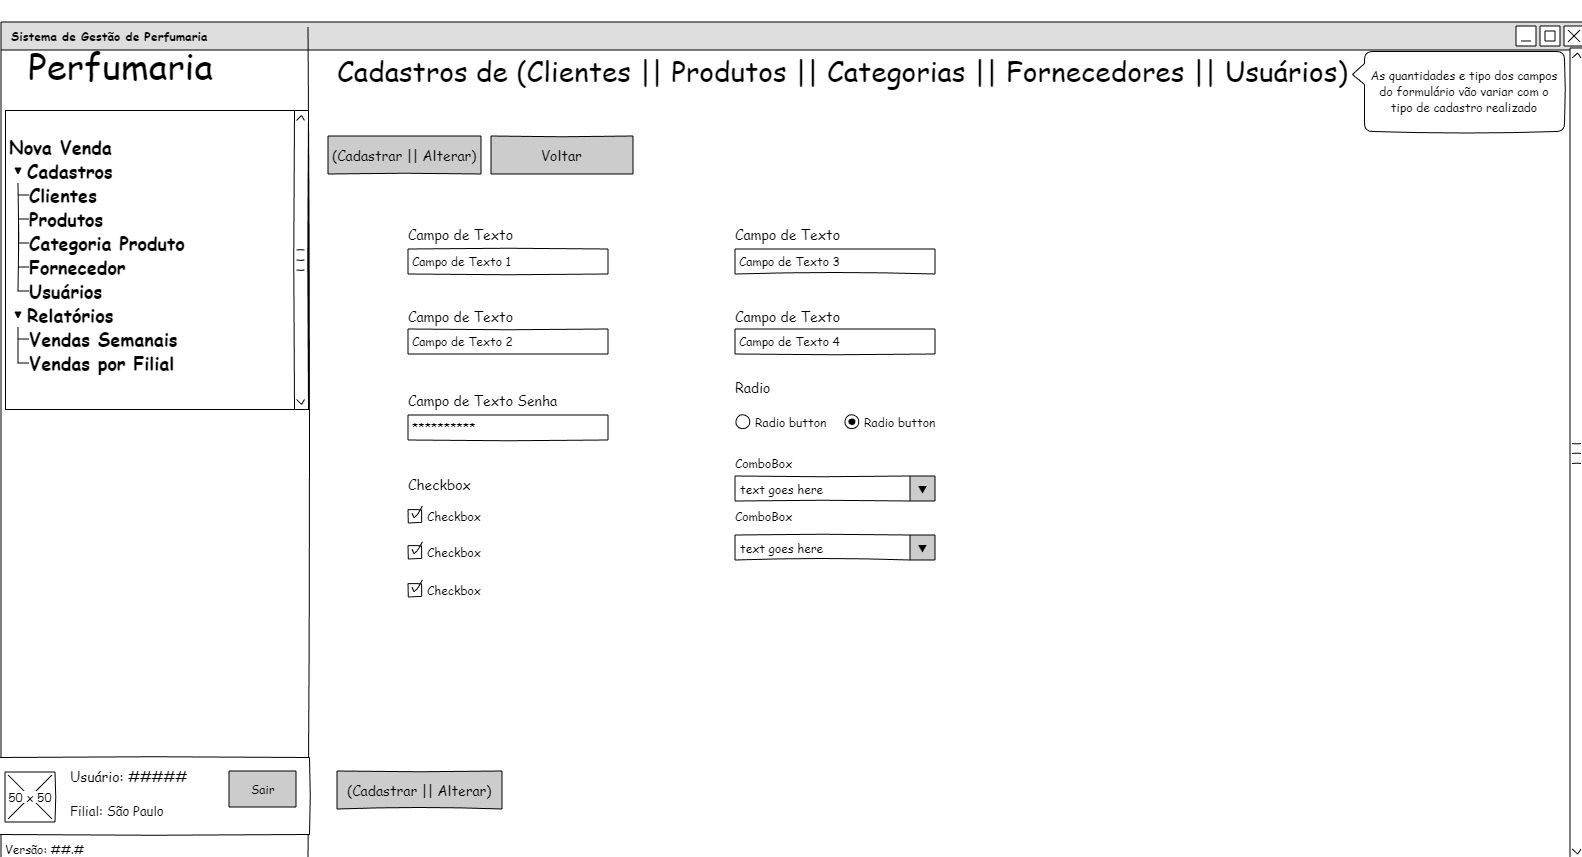 Sistema de Gestão de Perfumaria
Perfumaria
Nova Venda
Cadastros
Clientes
Produtos
Categoria Produto
Fornecedor
Usuários
Relatórios
Vendas Semanais
Vendas por Filial
50 x 50
Usuário: #####
Filial: São Paulo
Sair
Versão: ##.#
Cadastros de (Clientes || Produtos || Categorias || Fornecedores || Usuários)
As quantidades e tipo dos campos
do formulário vão variar com o
tipo de cadastro realizado
(Cadastrar || Alterar)
Voltar
Campo de Texto
Campo de Texto 1
Campo de Texto
Campo de Texto 2
Campo de Texto Senha
**********
Checkbox
Checkbox
Checkbox
Checkbox
Campo de Texto
Campo de Texto 3
Campo de Texto
Campo de Texto 4
Radio
Radio button Radio button
ComboBox
text goes here
ComboBox
text goes here
(Cadastrar || Alterar)